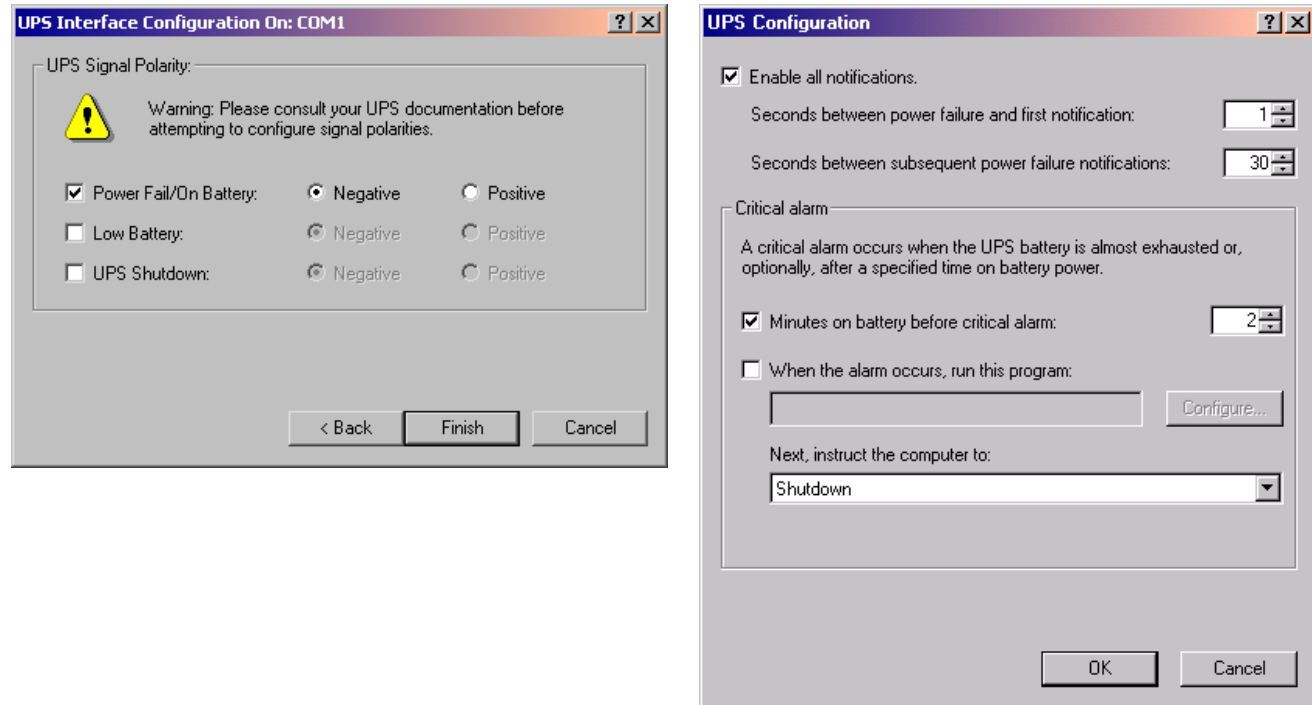 UPS Interface Configuration On: COM1
UPS Signal Polarity:
Warning: Please consult your UPS documentation before
attempting to configure signal polarities.
Power Fail/On Battery: Negative Positive
Low Battery: Negative Positive
UPS Shutdown: Negative Positive
< Back Finish Cancel
UPS Configuration
Enable all notifications.
Seconds between power failure and first notification: 1
Seconds between subsequent power failure notifications: 30
Critical alarm
A critical alarm occurs when the UPS battery is almost exhausted or,
optionally, after a specified time on battery power.
Minutes on battery before critical alarm: 2
When the alarm occurs, run this program:
Configure...
Next, instruct the computer to:
Shutdown
OK Cancel